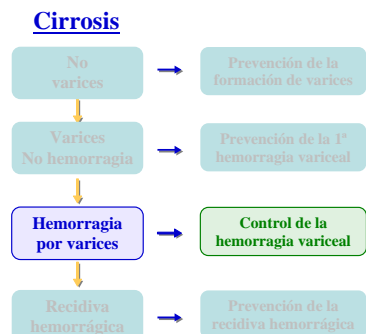 Cirrosis
No
varices
Prevención de la
formación de varices
Varices
No hemorragia
Prevención de la 1ª
hemorragia variceal
Hemorragia
por varices
Control de la
hemorragia variceal
Recidiva
hemorrágica
Prevención de la
recidiva hemorrágica